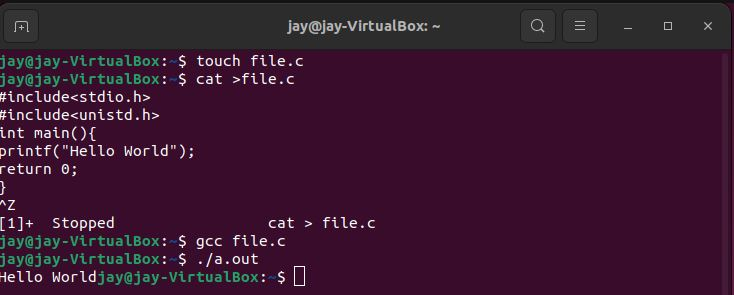 jay@jay-VirtualBox: ~
jay@jay-VirtualBox:~$ touch file.c
jay@jay-VirtualBox:~$ cat >file.c
#include<stdio.h>
#include<unistd.h>
int main(){
printf("Hello World");
return 0;
}
^Z
[1]+  Stopped                 cat > file.c
jay@jay-VirtualBox:~$ gcc file.c
jay@jay-VirtualBox:~$ ./a.out
Hello Worldjay@jay-VirtualBox:~$